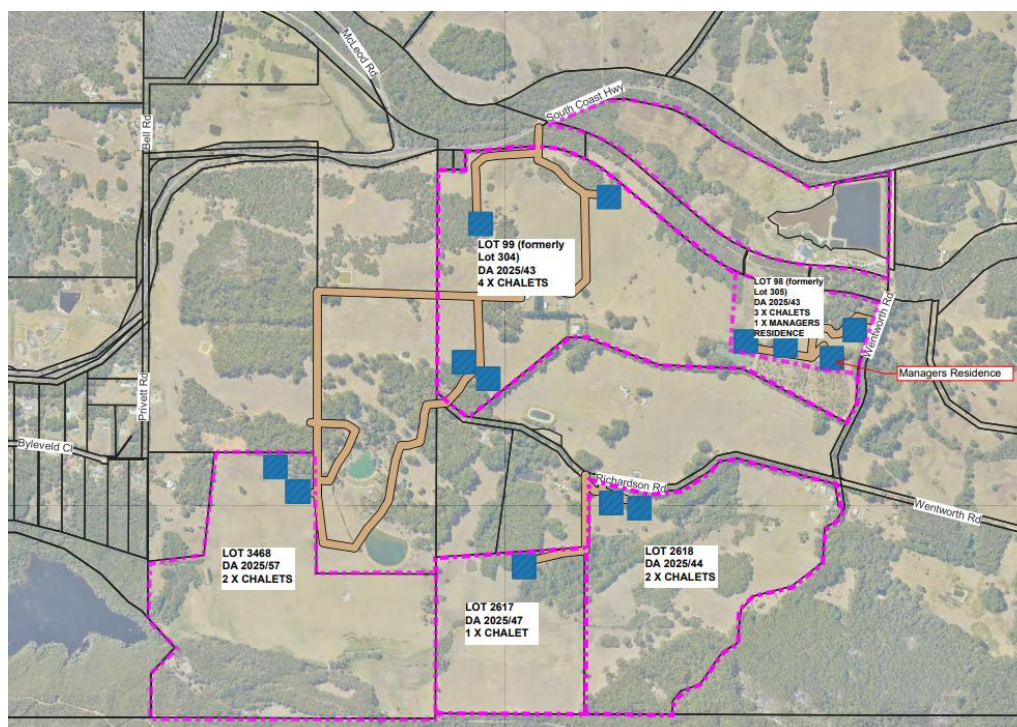 McLeod Rd
South Coast Hwy
Bell Rd
LOT 99 (formerly
Lot 304)
DA 2025/43
4 X CHALETS
LOT 98 (formerly
Lot 305)
DA 2025/43
3 X CHALETS
1 X MANAGERS
RESIDENCE
Wentworth Rd
Managers Residence
Privett Rd
Byleveld Cl
Richardson Rd
Wentworth Rd
LOT 3468
DA 2025/57
2 X CHALETS
LOT 2618
DA 2025/44
2 X CHALETS
LOT 2617
DA 2025/47
1 X CHALET